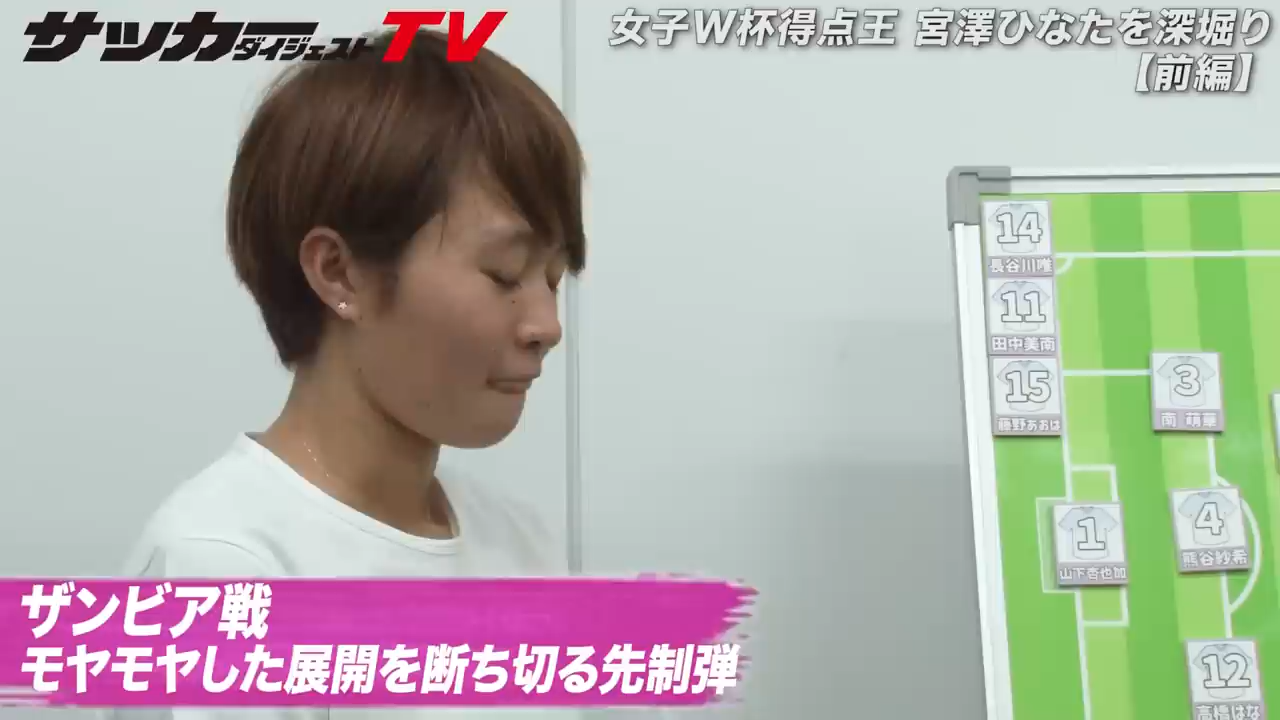 サッカーダイジェストTV
女子W杯得点王 宮澤ひなたを深堀り
【前編】
14
長谷川唯
11
田中美南
15
藤野あおば
3
南 萌華
1
山下杏也加
4
熊谷紗希
12
高橋はな
ザンビア戦
モヤモヤした展開を断ち切る先制弾